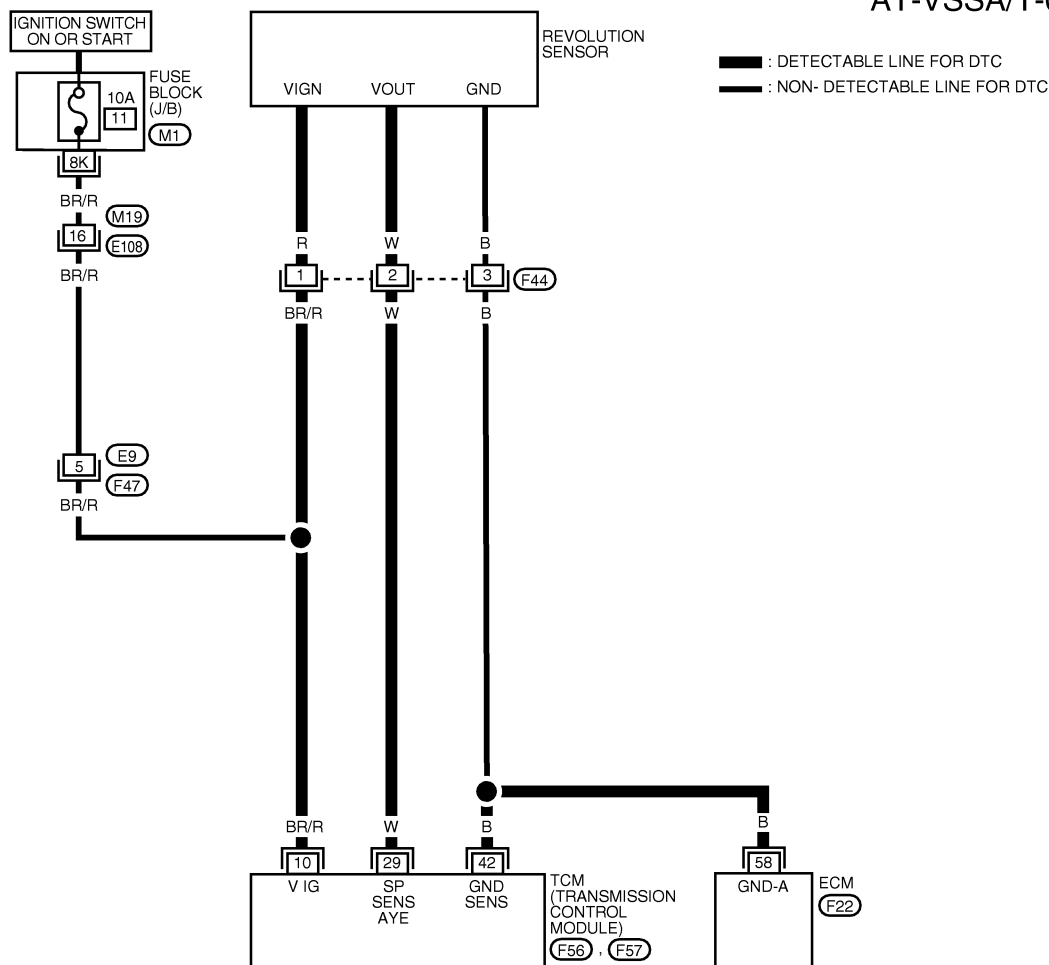 AT-VSSA/T-0
IGNITION SWITCH
ON OR START
FUSE
BLOCK
(J/B)
10A
11
M1
8K
BR/R
M19
16
E108
BR/R
5
E9
F47
BR/R
REVOLUTION
SENSOR
VIGN VOUT GND
: DETECTABLE LINE FOR DTC
: NON- DETECTABLE LINE FOR DTC
R W B
1 2 3 F44
BR/R W B
BR/R W B B
10 29 42 58
V IG
SP
SENS
AYE
GND
SENS
TCM
(TRANSMISSION
CONTROL
MODULE)
F56 , F57
GND-A
ECM
F22